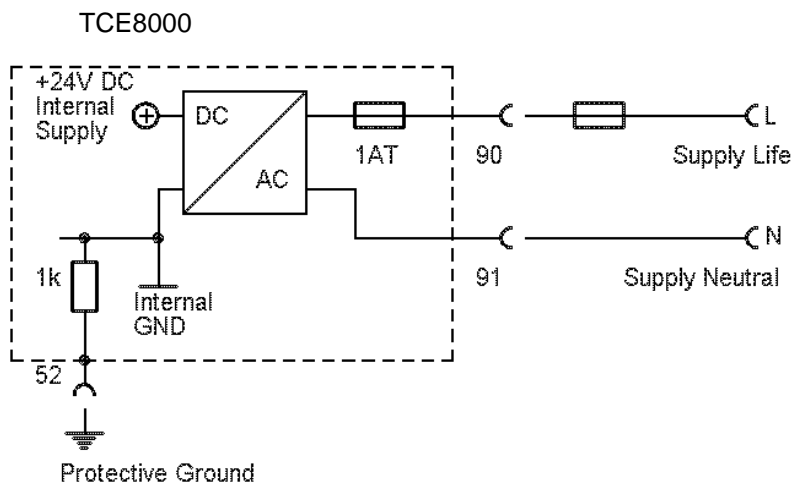 TCE8000
+24V DC
Internal
Supply
DC
AC
1AT
90
L
Supply Life
N
91
Supply Neutral
1k
Internal
GND
52
Protective Ground